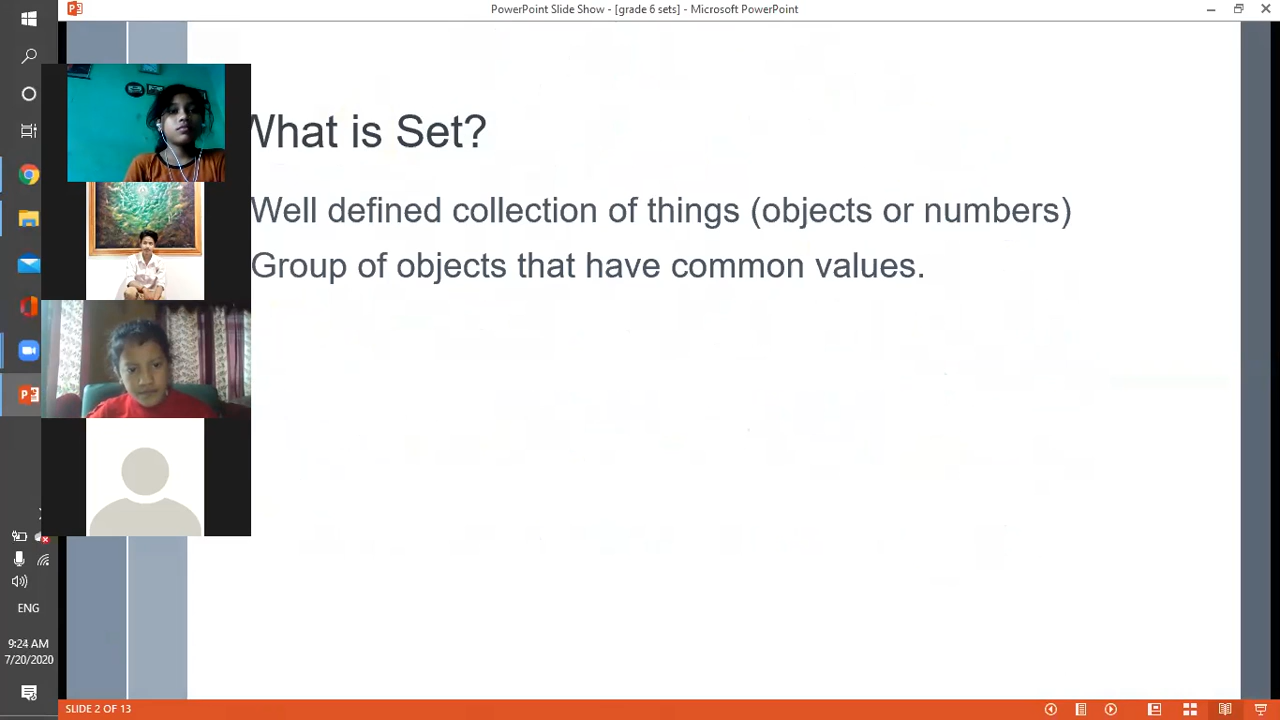 PowerPoint Slide Show - [grade 6 sets] - Microsoft PowerPoint
What is Set?
Well defined collection of things (objects or numbers)
Group of objects that have common values.
ENG
9:24 AM
7/20/2020
SLIDE 2 OF 13